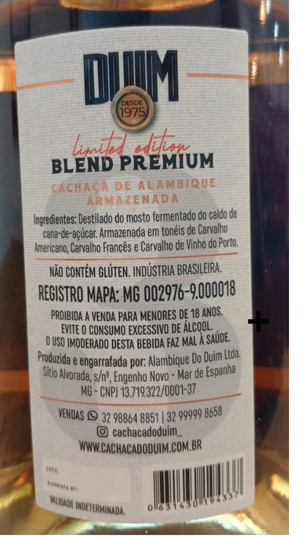 DUIM
DESDE
1975
limited edition
BLEND PREMIUM
CACHAÇA DE ALAMBIQUE
ARMAZENADA
Ingredientes: Destilado do mosto fermentado do caldo de
cana-de-açúcar. Armazenada em tonéis de Carvalho
Americano, Carvalho Francês e Carvalho de Vinho do Porto.
NÃO CONTÉM GLÚTEN. INDÚSTRIA BRASILEIRA.
REGISTRO MAPA: MG 002976-9.000018
PROIBIDA A VENDA PARA MENORES DE 18 ANOS.
EVITE O CONSUMO EXCESSIVO DE ÁLCOOL.
O USO IMODERADO DESTA BEBIDA FAZ MAL À SAÚDE.
Produzida e engarrafada por: Alambique Do Duim Ltda.
Sítio Alvorada, s/nº, Engenho Novo - Mar de Espanha
MG - CNPJ 13.719.322/0001-37
VENDAS 32 98864 8851 | 32 99999 8658
cachacadoduim_
WWW.CACHACADODUIM.COM.BR
LOTE:
GARRAFA Nº:
VALIDADE INDETERMINADA.
0 631430 194337